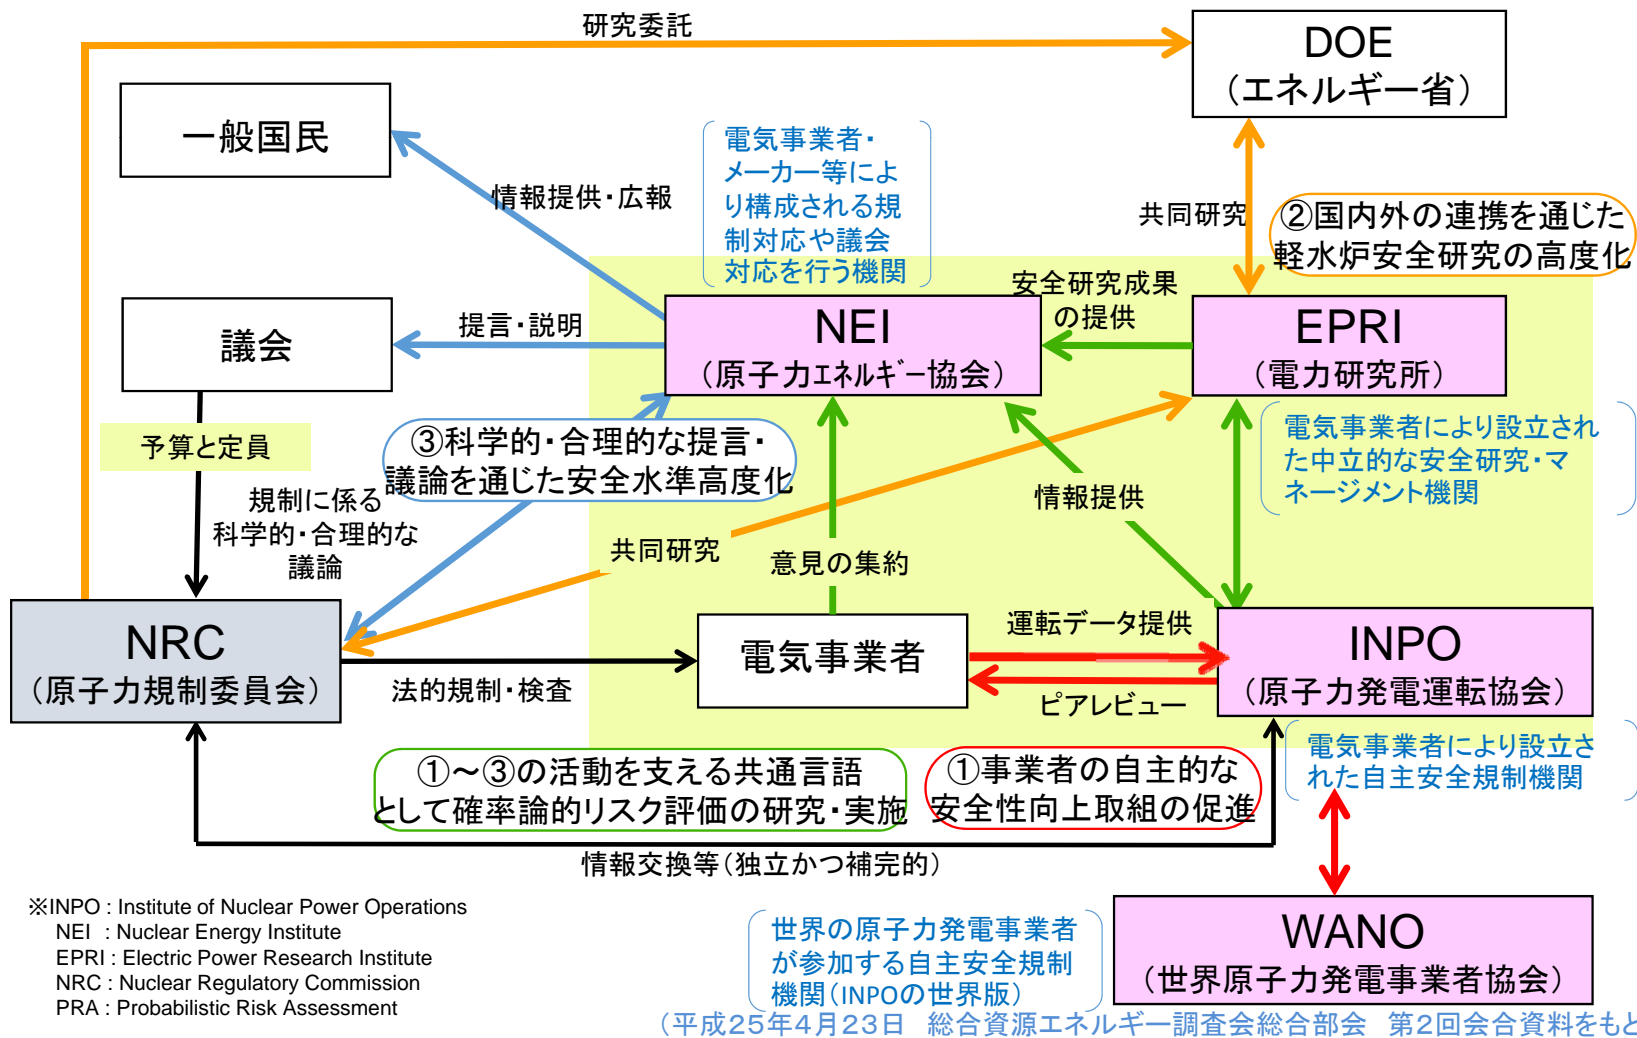 研究委託
DOE
（エネルギー省）
一般国民
電気事業者・
メーカー等によ
り構成される規
制対応や議会
対応を行う機関
情報提供・広報
共同研究
②国内外の連携を通じた
軽水炉安全研究の高度化
安全研究成果
の提供
議会
提言・説明
NEI
（原子力エネルギー協会）
EPRI
（電力研究所）
予算と定員
③科学的・合理的な提言・
議論を通じた安全水準高度化
電気事業者により設立され
た中立的な安全研究・マ
ネージメント機関
規制に係る
科学的・合理的な
議論
情報提供
共同研究
意見の集約
NRC
（原子力規制委員会）
法的規制・検査
電気事業者
運転データ提供
ピアレビュー
INPO
（原子力発電運転協会）
電気事業者により設立さ
れた自主安全規制機関
①～③の活動を支える共通言語
として確率論的リスク評価の研究・実施
①事業者の自主的な
安全性向上取組の促進
情報交換等（独立かつ補完的）
※INPO : Institute of Nuclear Power Operations
NEI : Nuclear Energy Institute
EPRI : Electric Power Research Institute
NRC : Nuclear Regulatory Commission
PRA : Probabilistic Risk Assessment
世界の原子力発電事業者
が参加する自主安全規制
機関（INPOの世界版）
WANO
（世界原子力発電事業者協会）
（平成２５年４月２３日　総合資源エネルギー調査会総合部会　第２回会合資料をもと